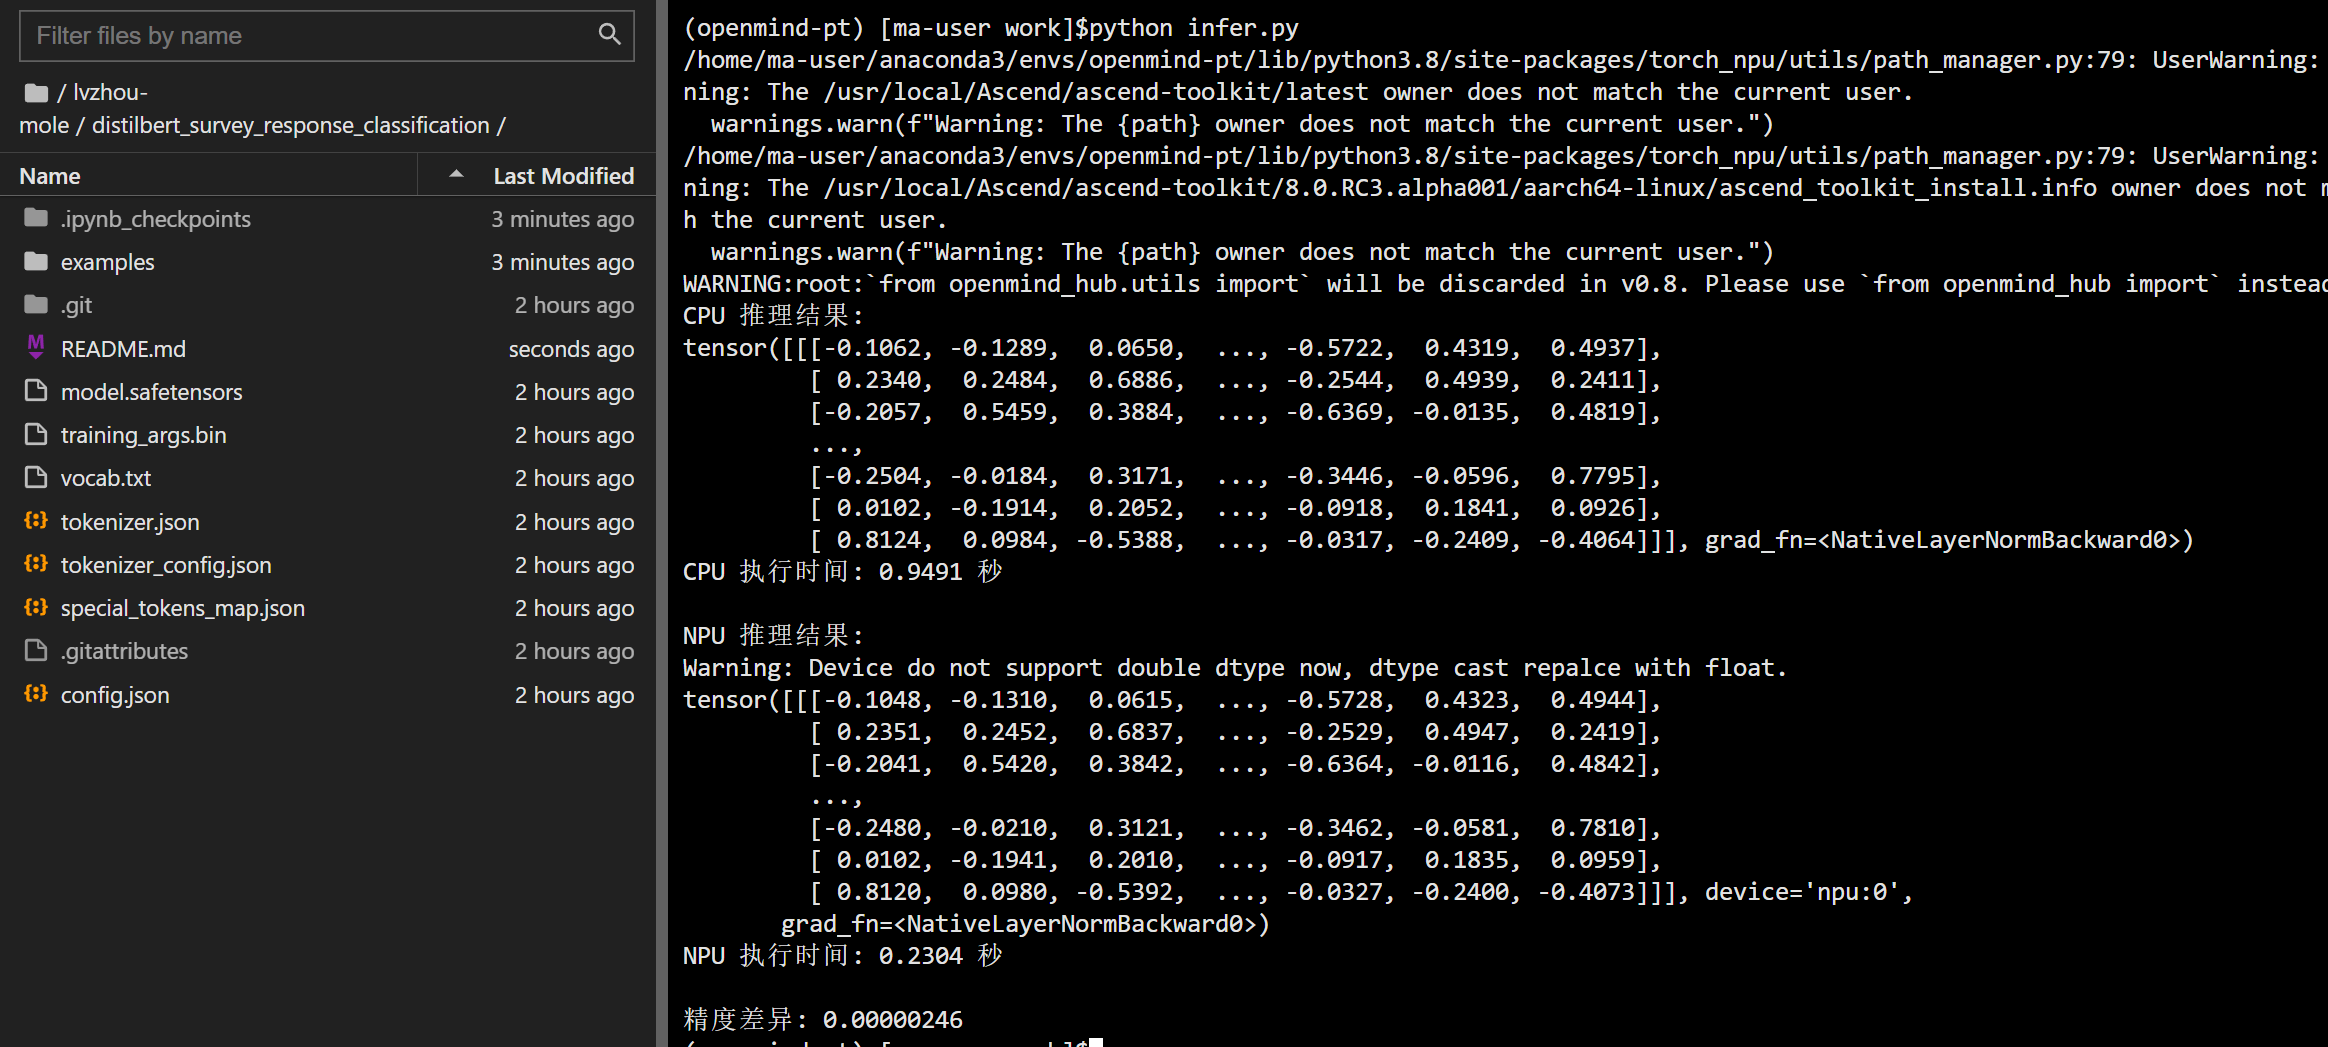 Filter files by name
/ lvzhou-
mole / distilbert_survey_response_classification /
Name Last Modified
.ipynb_checkpoints 3 minutes ago
examples 3 minutes ago
.git 2 hours ago
README.md seconds ago
model.safetensors 2 hours ago
training_args.bin 2 hours ago
vocab.txt 2 hours ago
tokenizer.json 2 hours ago
tokenizer_config.json 2 hours ago
special_tokens_map.json 2 hours ago
.gitattributes 2 hours ago
config.json 2 hours ago
(openmind-pt) [ma-user work]$python infer.py
/home/ma-user/anaconda3/envs/openmind-pt/lib/python3.8/site-packages/torch_npu/utils/path_manager.py:79: UserWarning:
ning: The /usr/local/Ascend/ascend-toolkit/latest owner does not match the current user.
  warnings.warn(f"Warning: The {path} owner does not match the current user.")
/home/ma-user/anaconda3/envs/openmind-pt/lib/python3.8/site-packages/torch_npu/utils/path_manager.py:79: UserWarning:
ning: The /usr/local/Ascend/ascend-toolkit/8.0.RC3.alpha001/aarch64-linux/ascend_toolkit_install.info owner does not m
h the current user.
  warnings.warn(f"Warning: The {path} owner does not match the current user.")
WARNING:root:`from openmind_hub.utils import` will be discarded in v0.8. Please use `from openmind_hub import` instead
CPU 推理结果:
tensor([[[-0.1062, -0.1289,  0.0650,  ..., -0.5722,  0.4319,  0.4937],
         [ 0.2340,  0.2484,  0.6886,  ..., -0.2544,  0.4939,  0.2411],
         [-0.2057,  0.5459,  0.3884,  ..., -0.6369, -0.0135,  0.4819],
         ...,
         [-0.2504, -0.0184,  0.3171,  ..., -0.3446, -0.0596,  0.7795],
         [ 0.0102, -0.1914,  0.2052,  ..., -0.0918,  0.1841,  0.0926],
         [ 0.8124,  0.0984, -0.5388,  ..., -0.0317, -0.2409, -0.4064]]], grad_fn=<NativeLayerNormBackward0>)
CPU 执行时间: 0.9491 秒
NPU 推理结果:
Warning: Device do not support double dtype now, dtype cast repalce with float.
tensor([[[-0.1048, -0.1310,  0.0615,  ..., -0.5728,  0.4323,  0.4944],
         [ 0.2351,  0.2452,  0.6837,  ..., -0.2529,  0.4947,  0.2419],
         [-0.2041,  0.5420,  0.3842,  ..., -0.6364, -0.0116,  0.4842],
         ...,
         [-0.2480, -0.0210,  0.3121,  ..., -0.3462, -0.0581,  0.7810],
         [ 0.0102, -0.1941,  0.2010,  ..., -0.0917,  0.1835,  0.0959],
         [ 0.8120,  0.0980, -0.5392,  ..., -0.0327, -0.2400, -0.4073]]], device='npu:0',
       grad_fn=<NativeLayerNormBackward0>)
NPU 执行时间: 0.2304 秒
精度差异: 0.00000246